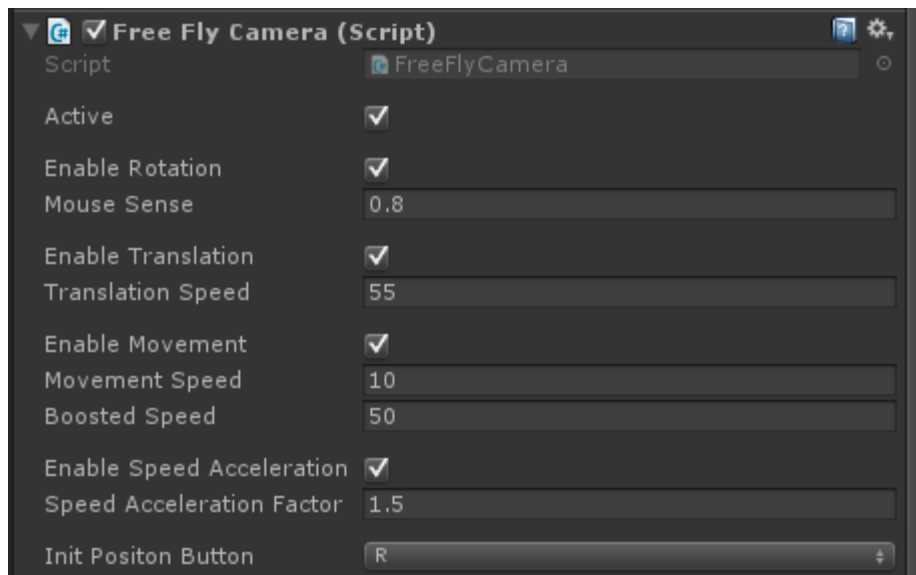 Free Fly Camera (Script)
Script FreeFlyCamera
Active
Enable Rotation
Mouse Sense 0.8
Enable Translation
Translation Speed 55
Enable Movement
Movement Speed 10
Boosted Speed 50
Enable Speed Acceleration
Speed Acceleration Factor 1.5
Init Positon Button R